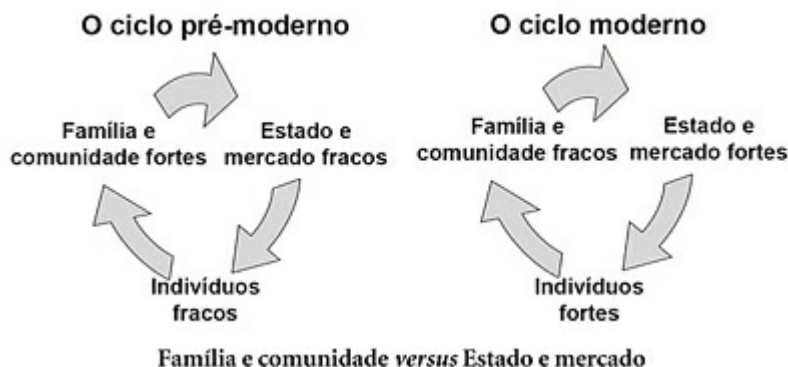 O ciclo pré-moderno
Família e
comunidade fortes
Estado e
mercado fracos
Indivíduos
fracos
O ciclo moderno
Família e
comunidade fracos
Estado e
mercado fortes
Indivíduos
fortes
Família e comunidade versus Estado e mercado